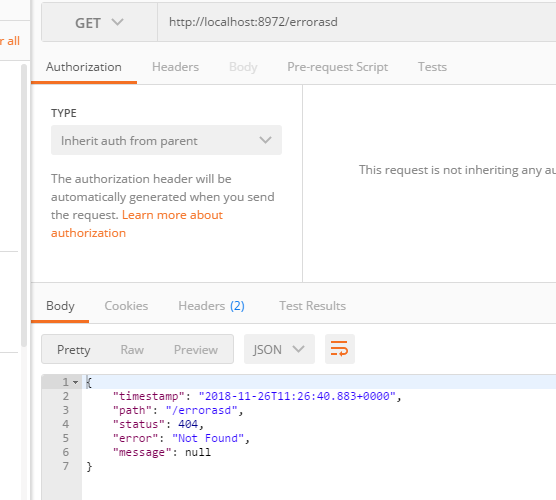 GET
http://localhost:8972/errorasd
r all
Authorization Headers Body Pre-request Script Tests
TYPE
Inherit auth from parent
The authorization header will be
automatically generated when you send
the request. Learn more about
authorization
This request is not inheriting any au
Body Cookies Headers (2) Test Results
Pretty Raw Preview JSON
1 {
2 "timestamp": "2018-11-26T11:26:40.883+0000",
3 "path": "/errorasd",
4 "status": 404,
5 "error": "Not Found",
6 "message": null
7 }